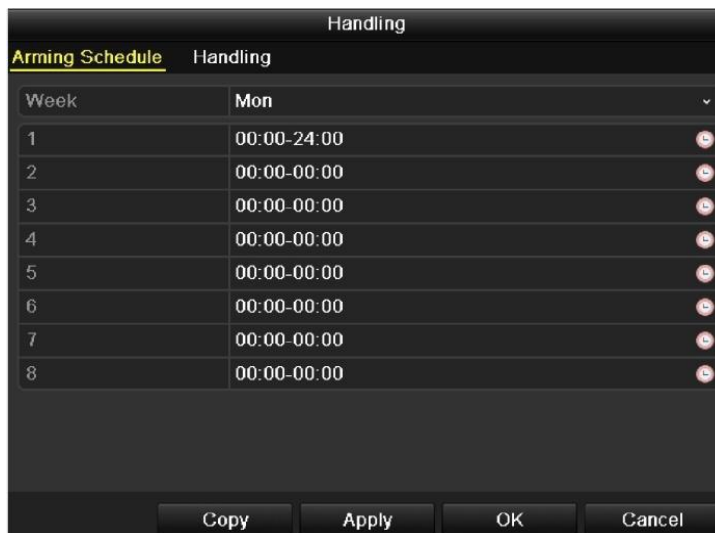 Handling
Arming Schedule Handling
Week Mon
1 00:00-24:00
2 00:00-00:00
3 00:00-00:00
4 00:00-00:00
5 00:00-00:00
6 00:00-00:00
7 00:00-00:00
8 00:00-00:00
Copy Apply OK Cancel